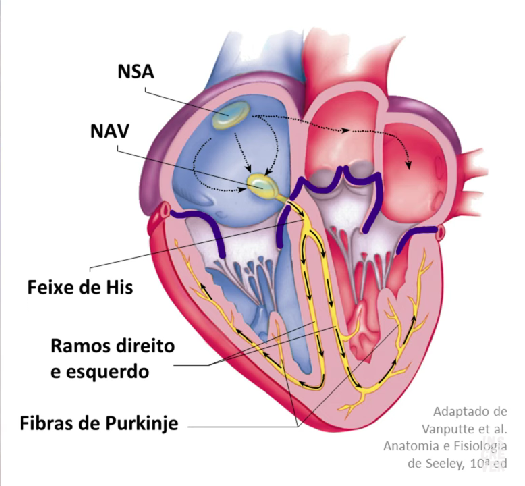 NSA
NAV
Feixe de His
Ramos direito
e esquerdo
Fibras de Purkinje
Adaptado de
Vanputte et al.
Anatomia e Fisiologia
de Seeley, 10ª ed